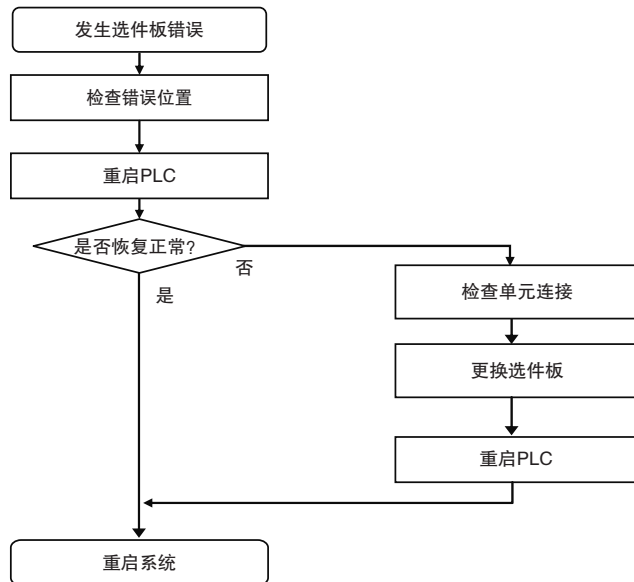 发生选件板错误
检查错误位置
重启PLC
是否恢复正常?
否
是
检查单元连接
更换选件板
重启PLC
重启系统